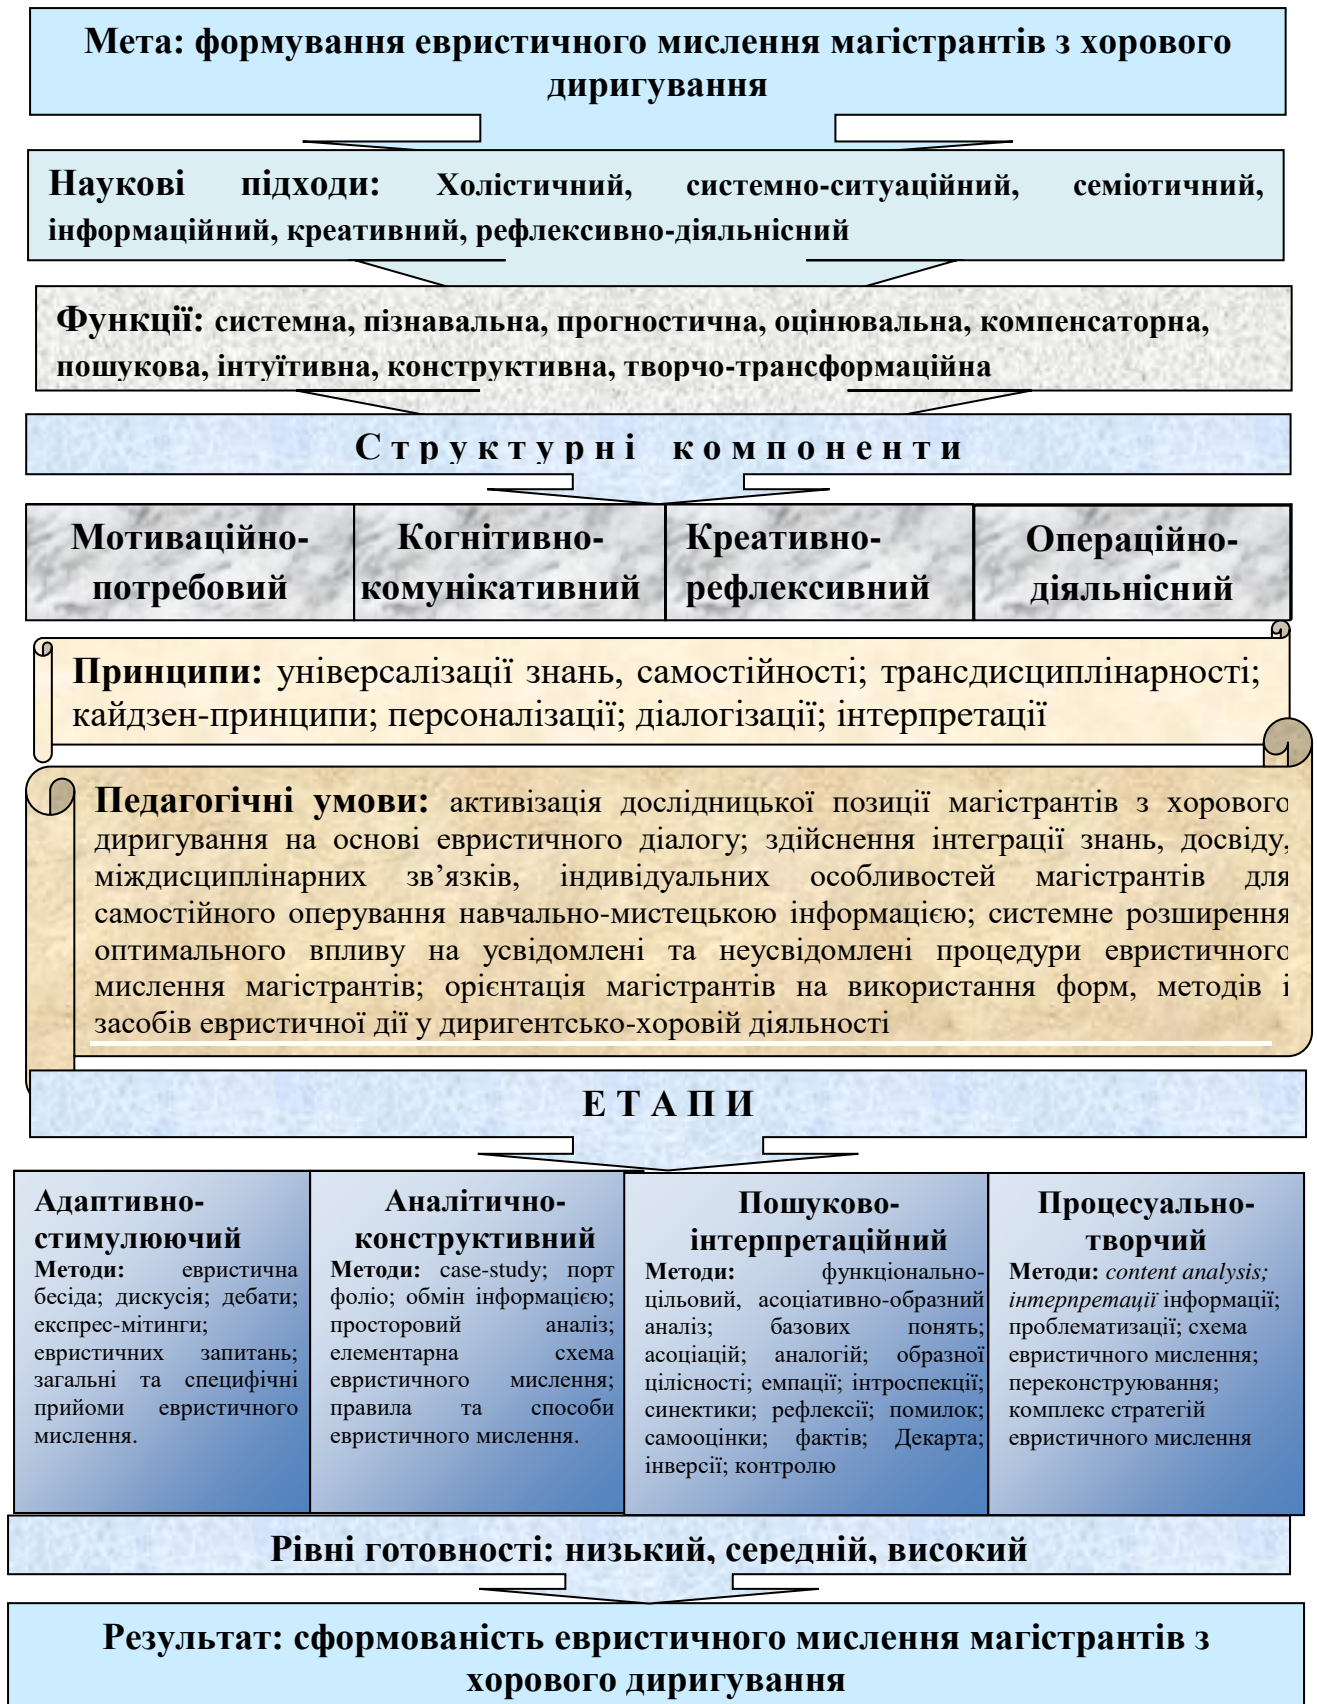 Мета: формування евристичного мислення магістрантів з хорового
диригування
Наукові підходи: Холістичний, системно-ситуаційний, семіотичний,
інформаційний, креативний, рефлексивно-діяльнісний
Функції: системна, пізнавальна, прогностична, оцінювальна, компенсаторна,
пошукова, інтуїтивна, конструктивна, творчо-трансформаційна
С т р у к т у р н і к о м п о н е н т и
Мотиваційно-
потребовий
Когнітивно-
комунікативний
Креативно-
рефлексивний
Операційно-
діяльнісний
Принципи: універсалізації знань, самостійності; трансдисциплінарності;
кайдзен-принципи; персоналізації; діалогізації; інтерпретації
Педагогічні умови: активізація дослідницької позиції магістрантів з хорового
диригування на основі евристичного діалогу; здійснення інтеграції знань, досвіду,
міждисциплінарних зв’язків, індивідуальних особливостей магістрантів для
самостійного оперування навчально-мистецькою інформацією; системне розширення
оптимального впливу на усвідомлені та неусвідомлені процедури евристичного
мислення магістрантів; орієнтація магістрантів на використання форм, методів і
засобів евристичної дії у диригентсько-хоровій діяльності
Е Т А П И
Адаптивно-
стимулюючий
Методи: евристична
бесіда; дискусія; дебати;
експрес-мітинги;
евристичних запитань;
загальні та специфічні
прийоми евристичного
мислення.
Аналітично-
конструктивний
Методи: case-study; порт
фоліо; обмін інформацією;
просторовий аналіз;
елементарна схема
евристичного мислення;
правила та способи
евристичного мислення.
Пошуково-
інтерпретаційний
Методи: функціонально-
цільовий, асоціативно-образний
аналіз; базових понять;
асоціацій; аналогій; образної
цілісності; емпації; інтроспекції;
синектики; рефлексії; помилок;
самооцінки; фактів; Декарта;
інверсії; контролю
Процесуально-
творчий
Методи: content analysis;
інтерпретації інформації;
проблематизації; схема
евристичного мислення;
переконструювання;
комплекс стратегій
евристичного мислення
Рівні готовності: низький, середній, високий
Результат: сформованість евристичного мислення магістрантів з
хорового диригування